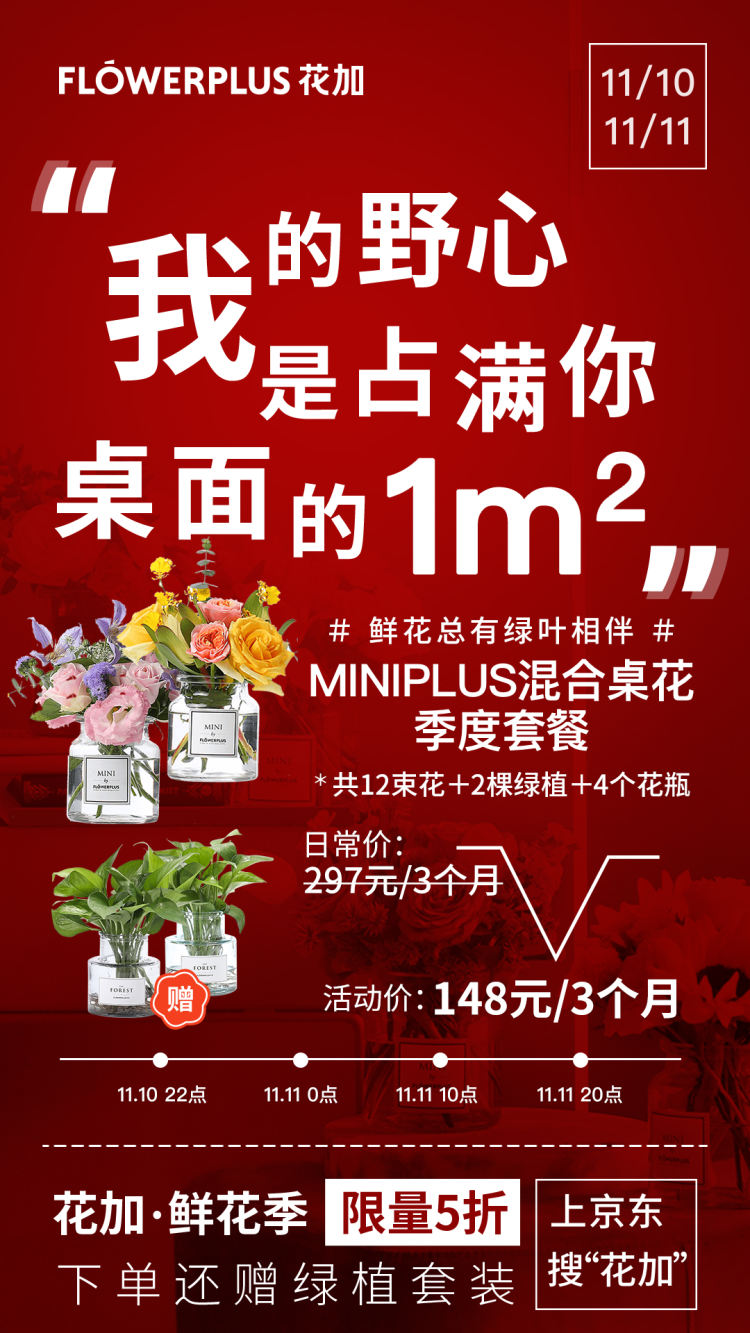 FLOWERPLUS 花加
11/10
11/11
“我的野心
是占满你
桌面的1m²”
# 鲜花总有绿叶相伴 #
MINIPLUS混合桌花
季度套餐
*共12束花+2棵绿植+4个花瓶
MINI
by
FLOWERPLUS
MINI
by
FLOWERPLUS
日常价：
297元/3个月
FOREST
FOREST
赠
活动价：148元/3个月
11.10 22点
11.11 0点
11.11 10点
11.11 20点
花加·鲜花季 限量5折
下单还赠绿植套装
上京东
搜“花加”